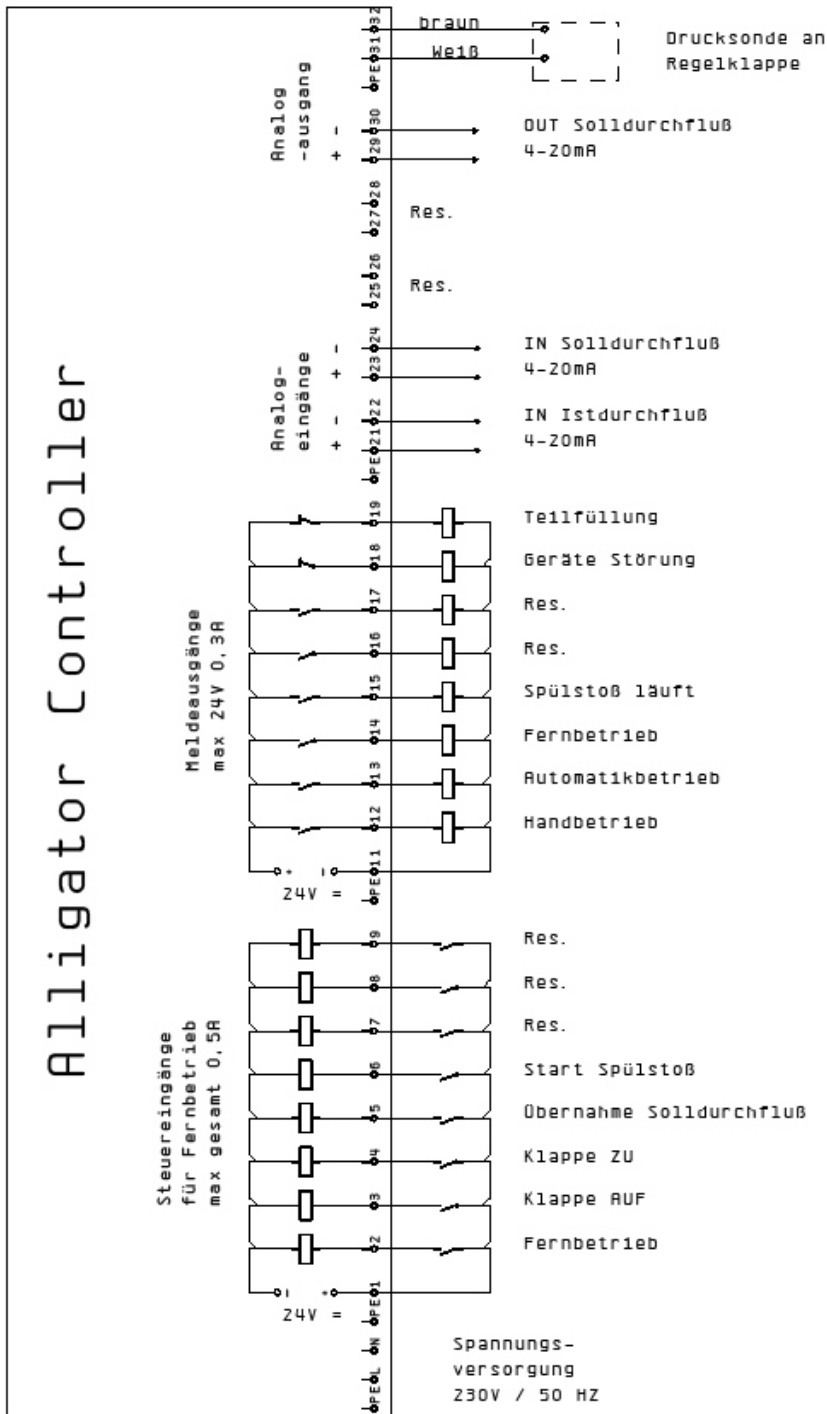 32
braun
31
Weiß
PE
Drucksonde an
Regelklappe
Analog
-ausgang
30
-
29
+
OUT Solldurchfluß
4-20mA
28
27
Res.
26
25
Res.
Analog-
eingänge
24
-
23
+
IN Solldurchfluß
4-20mA
22
-
21
+
PE
IN Istdurchfluß
4-20mA
Alligator Controller
Meldeausgänge
max 24V 0,3A
19
Teilfüllung
18
Geräte Störung
17
Res.
16
Res.
15
Spülstoß läuft
14
Fernbetrieb
13
Automatikbetrieb
12
Handbetrieb
+ - 11
24V =
PE
Steuereingänge
für Fernbetrieb
max gesamt 0,5A
9
Res.
8
Res.
7
Res.
6
Start Spülstoß
5
Übernahme Solldurchfluß
4
Klappe ZU
3
Klappe AUF
2
Fernbetrieb
- + 1
24V =
PE
N
L
PE
Spannungs-
versorgung
230V / 50 HZ